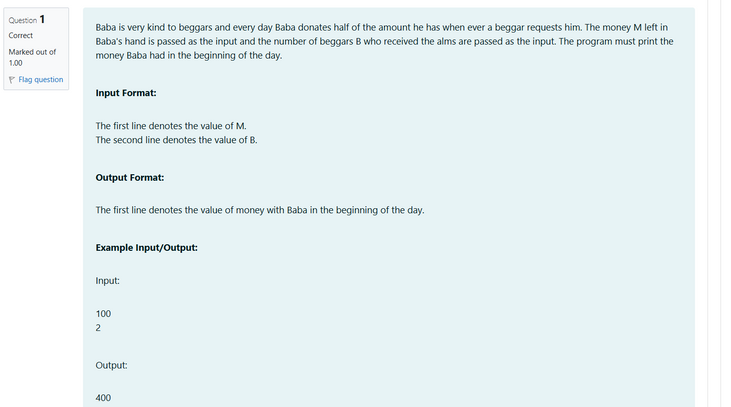 Question 1
Correct
Marked out of
1.00
Flag question
Baba is very kind to beggars and every day Baba donates half of the amount he has when ever a beggar requests him. The money M left in
Baba's hand is passed as the input and the number of beggars B who received the alms are passed as the input. The program must print the
money Baba had in the beginning of the day.
Input Format:
The first line denotes the value of M.
The second line denotes the value of B.
Output Format:
The first line denotes the value of money with Baba in the beginning of the day.
Example Input/Output:
Input:
100
2
Output:
400